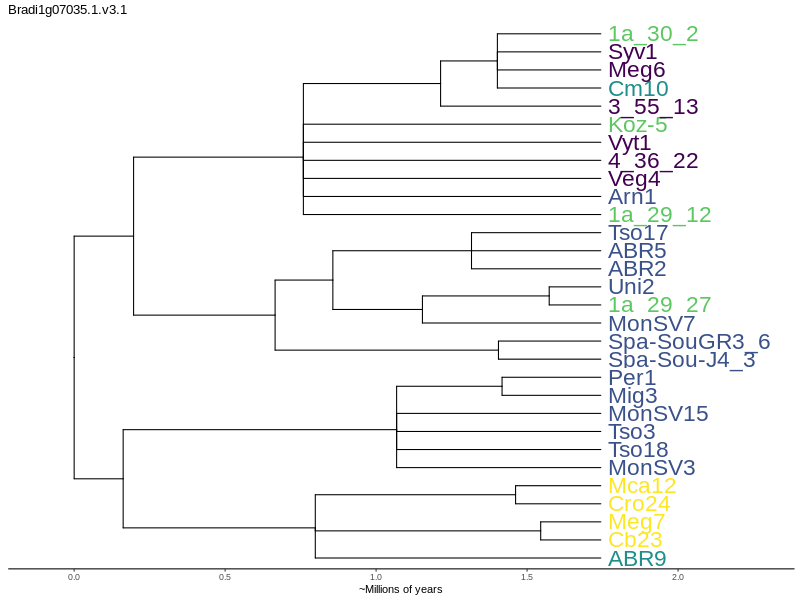 Bradi1g07035.1.v3.1
1a_30_2
Syv1
Meg6
Cm10
3_55_13
Koz-5
Vyt1
4_36_22
Veg4
Arn1
1a_29_12
Tso17
ABR5
ABR2
Uni2
1a_29_27
MonSV7
Spa-SouGR3_6
Spa-Sou-J4_3
Per1
Mig3
MonSV15
Tso3
Tso18
MonSV3
Mca12
Cro24
Meg7
Cb23
ABR9
0.0 0.5 1.0 1.5 2.0
~Millions of years